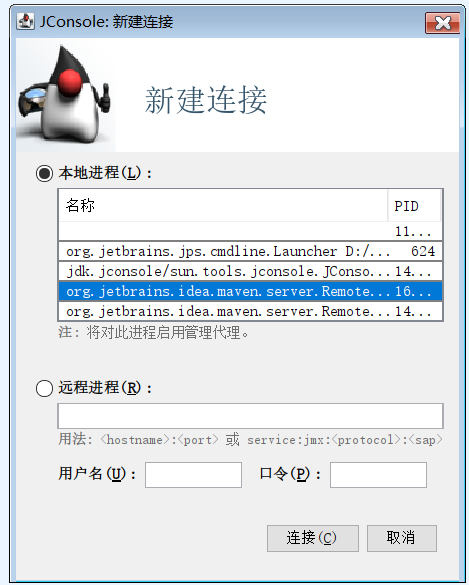 JConsole: 新建连接
新建连接
本地进程(L)：
名称 PID
11...
org.jetbrains.jps.cmdline.Launcher D:/... 624
jdk.jconsole/sun.tools.jconsole.JConso... 14...
org.jetbrains.idea.maven.server.Remote... 16...
org.jetbrains.idea.maven.server.Remote... 14...
注: 将对此进程启用管理代理。
远程进程(R)：
用法: <hostname>:<port> 或 service:jmx:<protocol>:<sap>
用户名(U)： 口令(P)：
连接(C) 取消